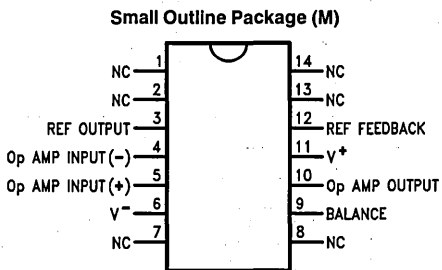 Small Outline Package (M)
NC 1 14 NC
NC 2 13 NC
REF OUTPUT 3 12 REF FEEDBACK
Op AMP INPUT (-) 4 11 V+
Op AMP INPUT (+) 5 10 Op AMP OUTPUT
V- 6 9 BALANCE
NC 7 8 NC